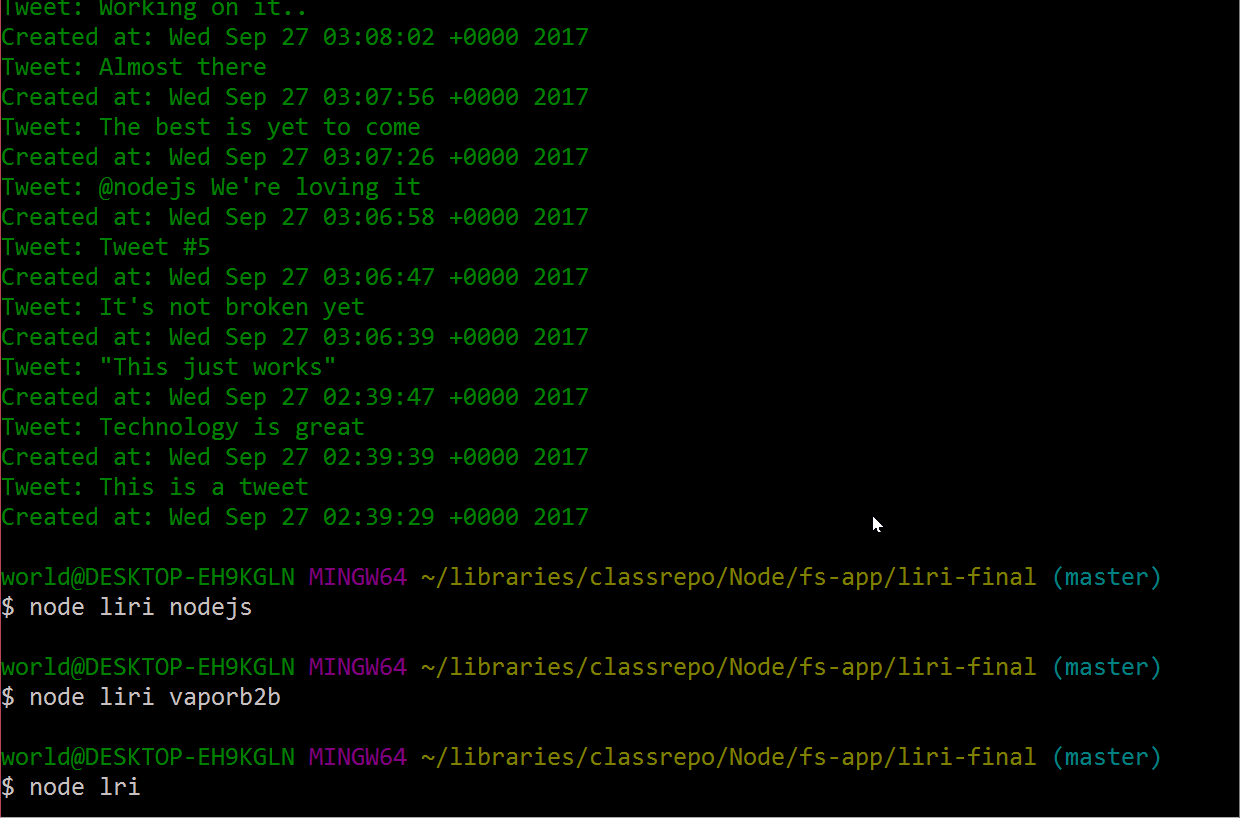 Tweet: Working on it..
Created at: Wed Sep 27 03:08:02 +0000 2017
Tweet: Almost there
Created at: Wed Sep 27 03:07:56 +0000 2017
Tweet: The best is yet to come
Created at: Wed Sep 27 03:07:26 +0000 2017
Tweet: @nodejs We're loving it
Created at: Wed Sep 27 03:06:58 +0000 2017
Tweet: Tweet #5
Created at: Wed Sep 27 03:06:47 +0000 2017
Tweet: It's not broken yet
Created at: Wed Sep 27 03:06:39 +0000 2017
Tweet: "This just works"
Created at: Wed Sep 27 02:39:47 +0000 2017
Tweet: Technology is great
Created at: Wed Sep 27 02:39:39 +0000 2017
Tweet: This is a tweet
Created at: Wed Sep 27 02:39:29 +0000 2017
world@DESKTOP-EH9KGLN MINGW64 ~/libraries/classrepo/Node/fs-app/liri-final (master)
$ node liri nodejs
world@DESKTOP-EH9KGLN MINGW64 ~/libraries/classrepo/Node/fs-app/liri-final (master)
$ node liri vaporb2b
world@DESKTOP-EH9KGLN MINGW64 ~/libraries/classrepo/Node/fs-app/liri-final (master)
$ node lri